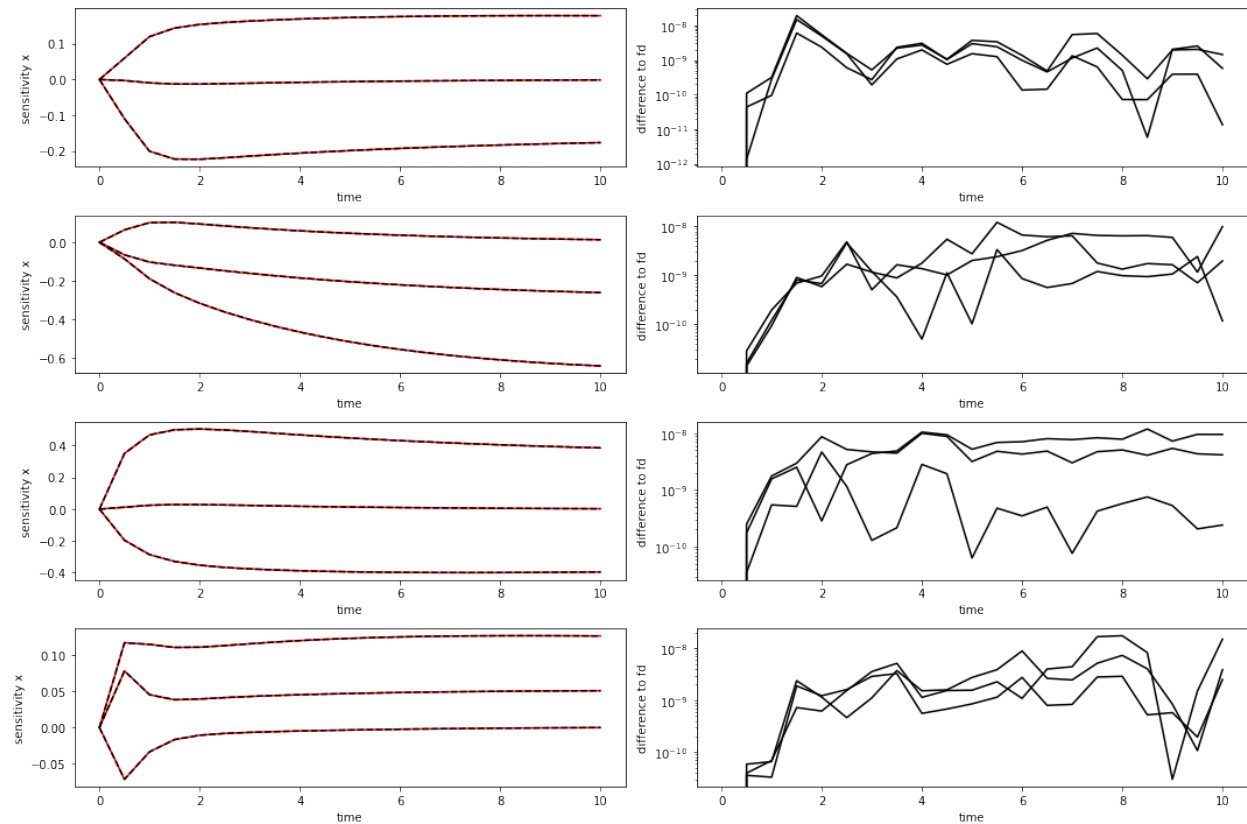 sensitivity x
0.1
0.0
−0.1
−0.2
0 2 4 6 8 10
time
difference to fd
10⁻⁸
10⁻⁹
10⁻¹⁰
10⁻¹¹
10⁻¹²
0 2 4 6 8 10
time
sensitivity x
0.0
−0.2
−0.4
−0.6
0 2 4 6 8 10
time
difference to fd
10⁻⁸
10⁻⁹
10⁻¹⁰
0 2 4 6 8 10
time
sensitivity x
0.4
0.2
0.0
−0.2
−0.4
0 2 4 6 8 10
time
difference to fd
10⁻⁸
10⁻⁹
10⁻¹⁰
0 2 4 6 8 10
time
sensitivity x
0.10
0.05
0.00
−0.05
0 2 4 6 8 10
time
difference to fd
10⁻⁸
10⁻⁹
10⁻¹⁰
0 2 4 6 8 10
time